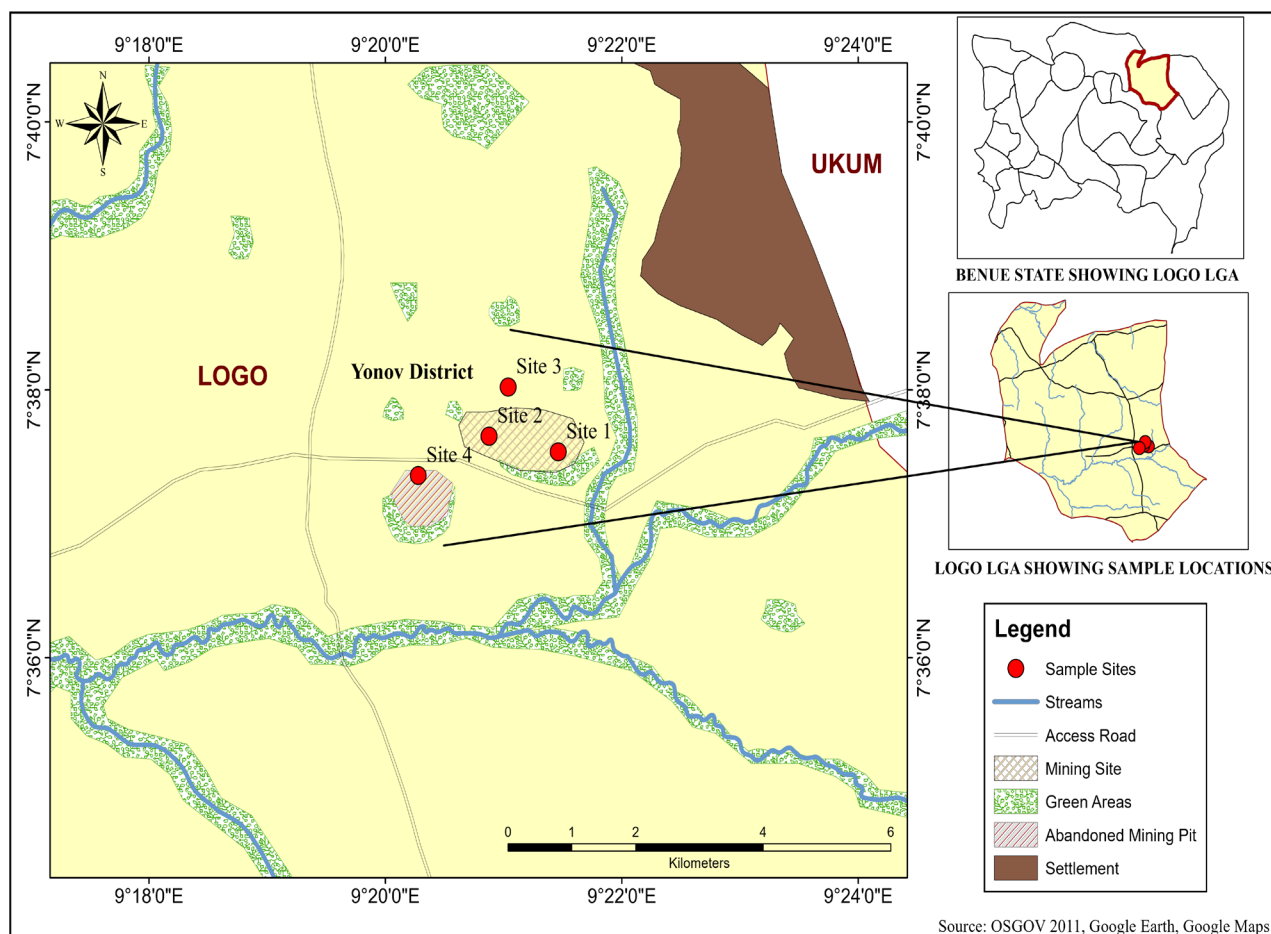 9°18'0"E 9°20'0"E 9°22'0"E 9°24'0"E
N
W E
S
7°40'0"N
7°40'0"N
UKUM
BENUE STATE SHOWING LOGO LGA
LOGO
Yonov District
Site 3
7°38'0"N
7°38'0"N
Site 2
Site 1
Site 4
LOGO LGA SHOWING SAMPLE LOCATIONS
7°36'0"N
7°36'0"N
Legend
Sample Sites
Streams
Access Road
Mining Site
Green Areas
Abandoned Mining Pit
Settlement
0 1 2 4 6
Kilometers
9°18'0"E 9°20'0"E 9°22'0"E 9°24'0"E
Source: OSGOV 2011, Google Earth, Google Maps